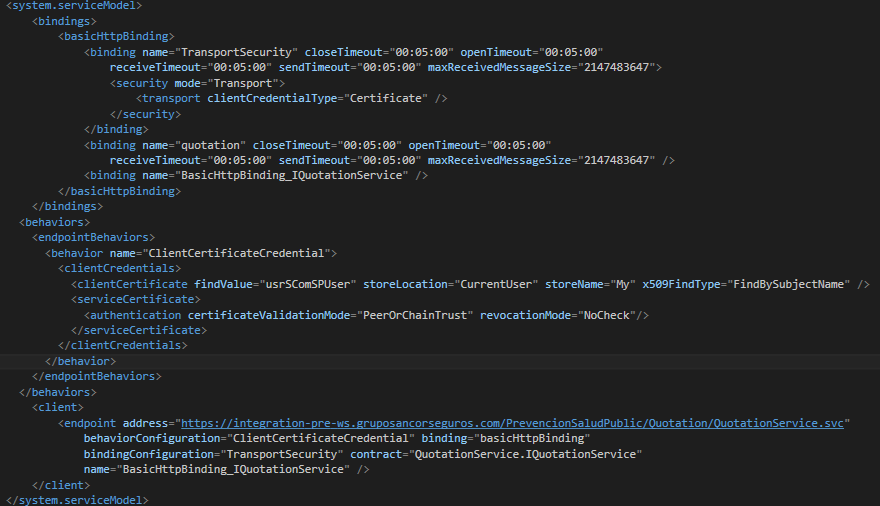 <system.serviceModel>
<bindings>
<basicHttpBinding>
<binding name="TransportSecurity" closeTimeout="00:05:00" openTimeout="00:05:00"
receiveTimeout="00:05:00" sendTimeout="00:05:00" maxReceivedMessageSize="2147483647">
<security mode="Transport">
<transport clientCredentialType="Certificate" />
</security>
</binding>
<binding name="quotation" closeTimeout="00:05:00" openTimeout="00:05:00"
receiveTimeout="00:05:00" sendTimeout="00:05:00" maxReceivedMessageSize="2147483647" />
<binding name="BasicHttpBinding_IQuotationService" />
</basicHttpBinding>
</bindings>
<behaviors>
<endpointBehaviors>
<behavior name="ClientCertificateCredential">
<clientCredentials>
<clientCertificate findValue="usrSComSPUser" storeLocation="CurrentUser" storeName="My" x509FindType="FindBySubjectName" />
<serviceCertificate>
<authentication certificateValidationMode="PeerOrChainTrust" revocationMode="NoCheck"/>
</serviceCertificate>
</clientCredentials>
</behavior>
</endpointBehaviors>
</behaviors>
<client>
<endpoint address="https://integration-pre-ws.gruposancorseguros.com/PrevencionSaludPublic/Quotation/QuotationService.svc"
behaviorConfiguration="ClientCertificateCredential" binding="basicHttpBinding"
bindingConfiguration="TransportSecurity" contract="QuotationService.IQuotationService"
name="BasicHttpBinding_IQuotationService" />
</client>
</system.serviceModel>